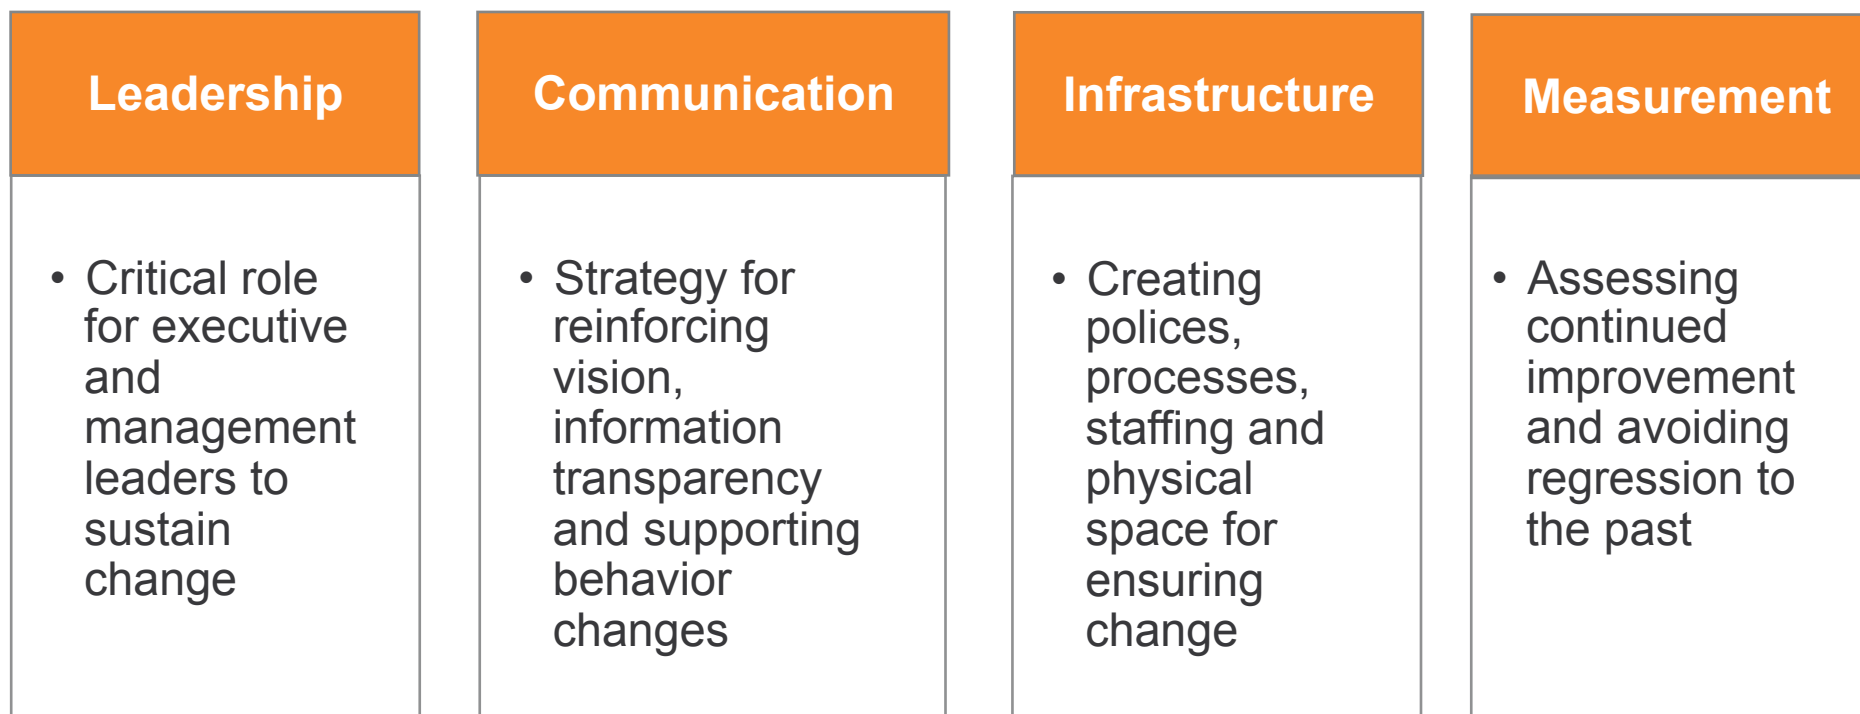 Leadership
• Critical role
for executive
and
management
leaders to
sustain
change
Communication
• Strategy for
reinforcing
vision,
information
transparency
and supporting
behavior
changes
Infrastructure
• Creating
polices,
processes,
staffing and
physical
space for
ensuring
change
Measurement
• Assessing
continued
improvement
and avoiding
regression to
the past